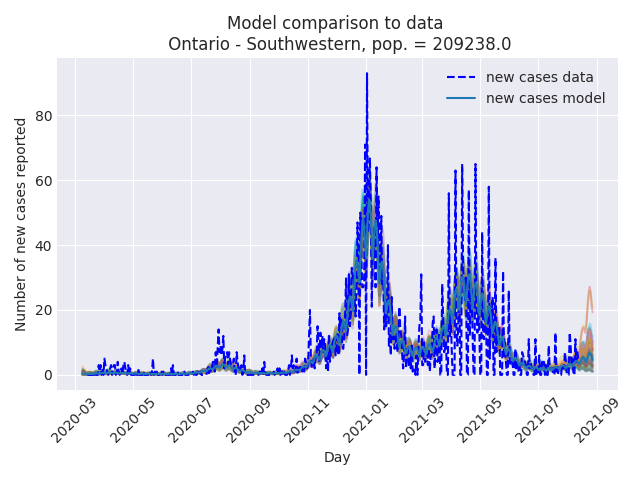 Model comparison to data
Ontario - Southwestern, pop. = 209238.0
new cases data
new cases model
Number of new cases reported
80
60
40
20
0
2020-03
2020-05
2020-07
2020-09
2020-11
2021-01
2021-03
2021-05
2021-07
2021-09
Day